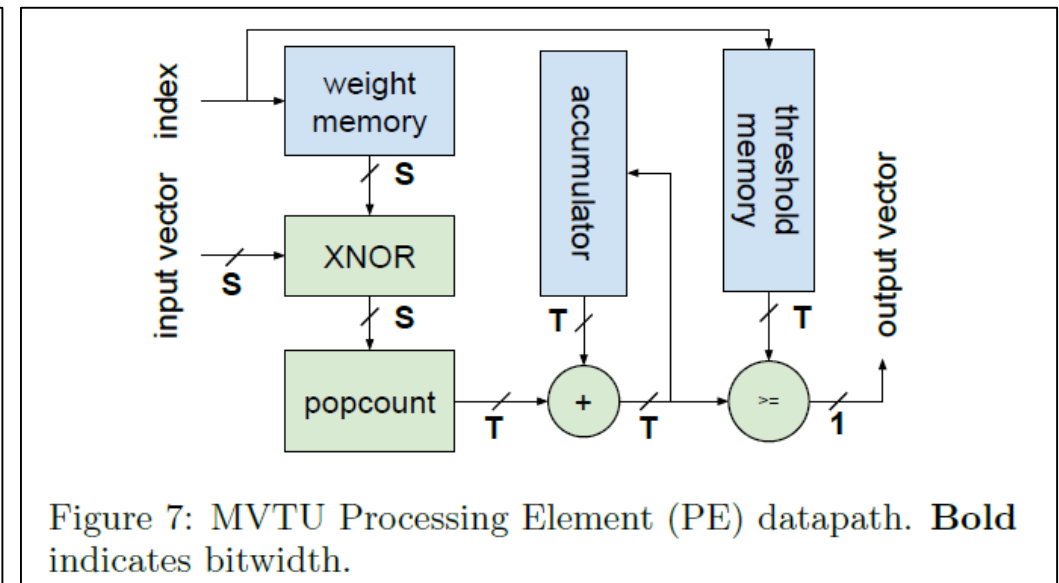 index
weight
memory
S
input vector
S
XNOR
S
popcount
T
accumulator
T
+
T
threshold
memory
T
>=
1
output vector
Figure 7: MVTU Processing Element (PE) datapath. Bold
indicates bitwidth.